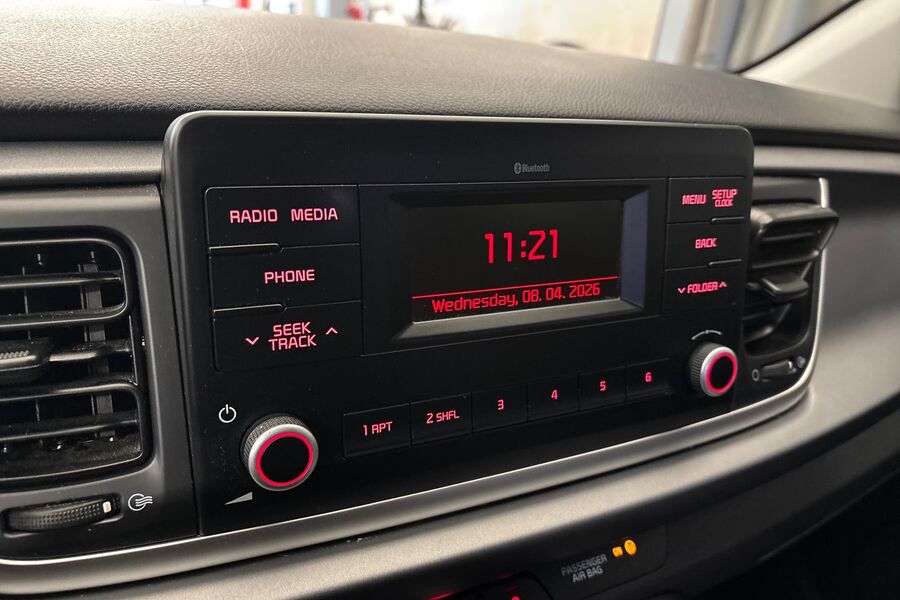 Bluetooth
RADIO MEDIA
PHONE
SEEK
TRACK
11:21
Wednesday, 08. 04. 2026
MENU SETUP
CLOCK
BACK
FOLDER
1 RPT
2 SHFL
3
4
5
6
PASSENGER
AIR BAG